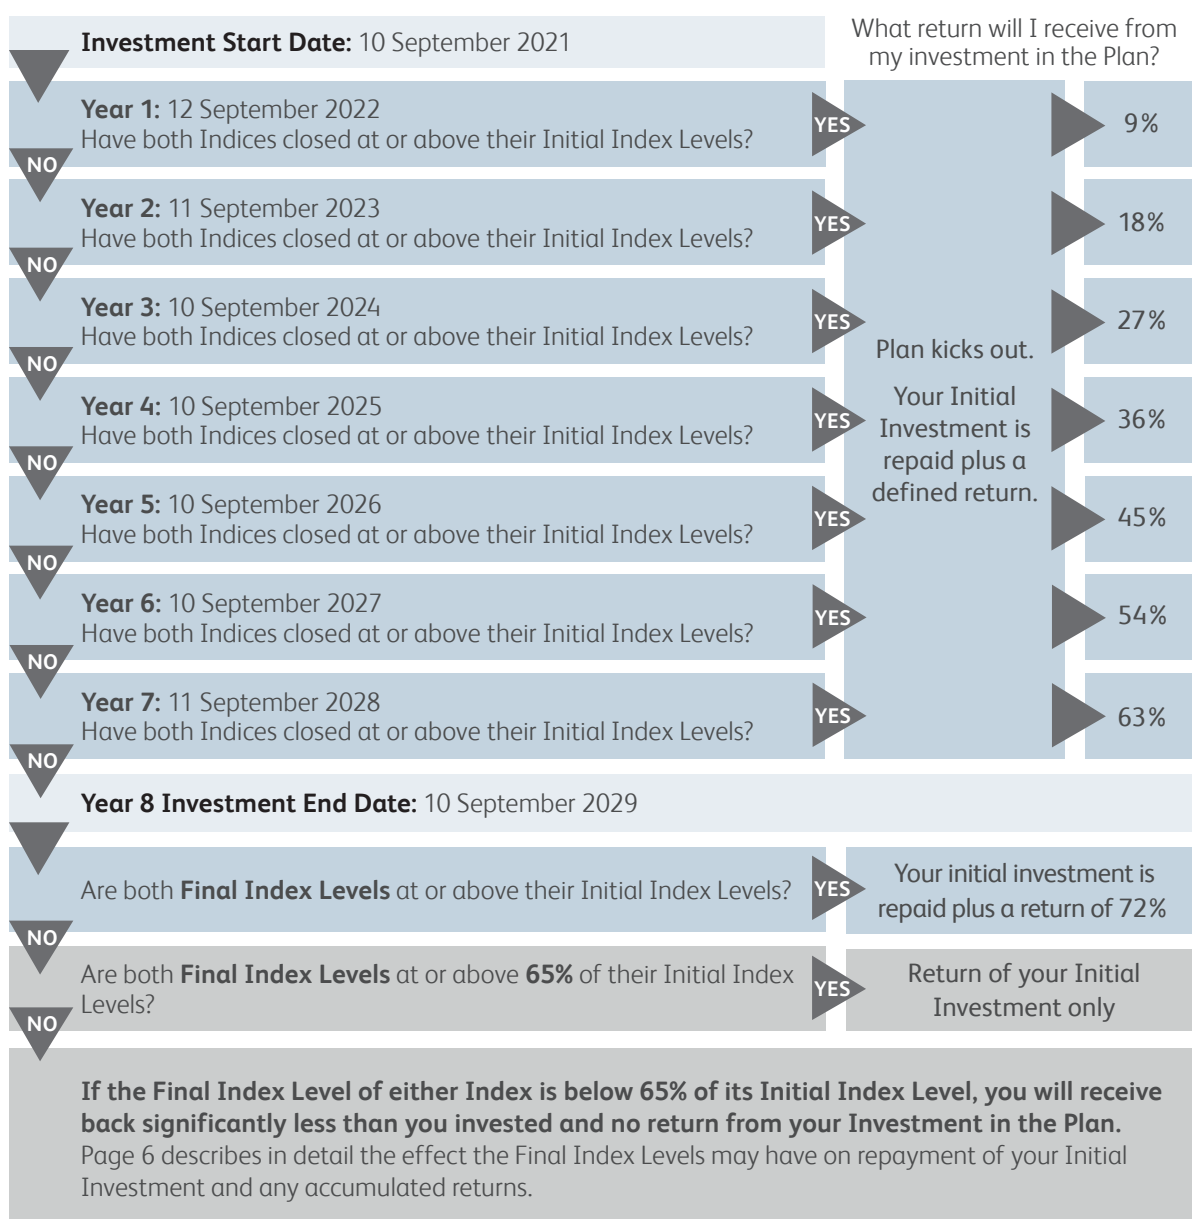 Investment Start Date: 10 September 2021
What return will I receive from
my investment in the Plan?
Year 1: 12 September 2022
Have both Indices closed at or above their Initial Index Levels?
YES
9%
NO
Year 2: 11 September 2023
Have both Indices closed at or above their Initial Index Levels?
YES
18%
NO
Year 3: 10 September 2024
Have both Indices closed at or above their Initial Index Levels?
YES
27%
NO
Year 4: 10 September 2025
Have both Indices closed at or above their Initial Index Levels?
YES
36%
NO
Year 5: 10 September 2026
Have both Indices closed at or above their Initial Index Levels?
YES
45%
NO
Year 6: 10 September 2027
Have both Indices closed at or above their Initial Index Levels?
YES
54%
NO
Year 7: 11 September 2028
Have both Indices closed at or above their Initial Index Levels?
YES
63%
NO
Plan kicks out.
Your Initial
Investment is
repaid plus a
defined return.
Year 8 Investment End Date: 10 September 2029
Are both Final Index Levels at or above their Initial Index Levels?
YES
Your initial investment is
repaid plus a return of 72%
NO
Are both Final Index Levels at or above 65% of their Initial Index
Levels?
YES
Return of your Initial
Investment only
NO
If the Final Index Level of either Index is below 65% of its Initial Index Level, you will receive
back significantly less than you invested and no return from your Investment in the Plan.
Page 6 describes in detail the effect the Final Index Levels may have on repayment of your Initial
Investment and any accumulated returns.